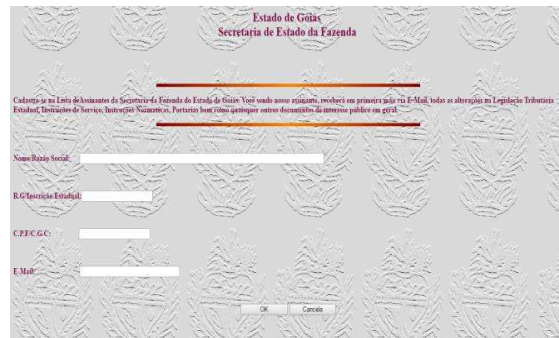 Estado de Goiás
Secretaria de Estado da Fazenda
Cadastra-se na Lista de Assinantes da Secretaria da Fazenda do Estado de Goiás. Você sendo nosso assinante, receberá em primeira mão via E-Mail, todas as alterações na Legislação Tributária
Estadual, Instruções de Serviço, Instruções Normativas, Portarias bem como quaisquer outros documentos de interesse público em geral.
Nome/Razão Social:
R.G/Inscrição Estadual:
C.P.F/C.G.C:
E-Mail:
OK Cancela